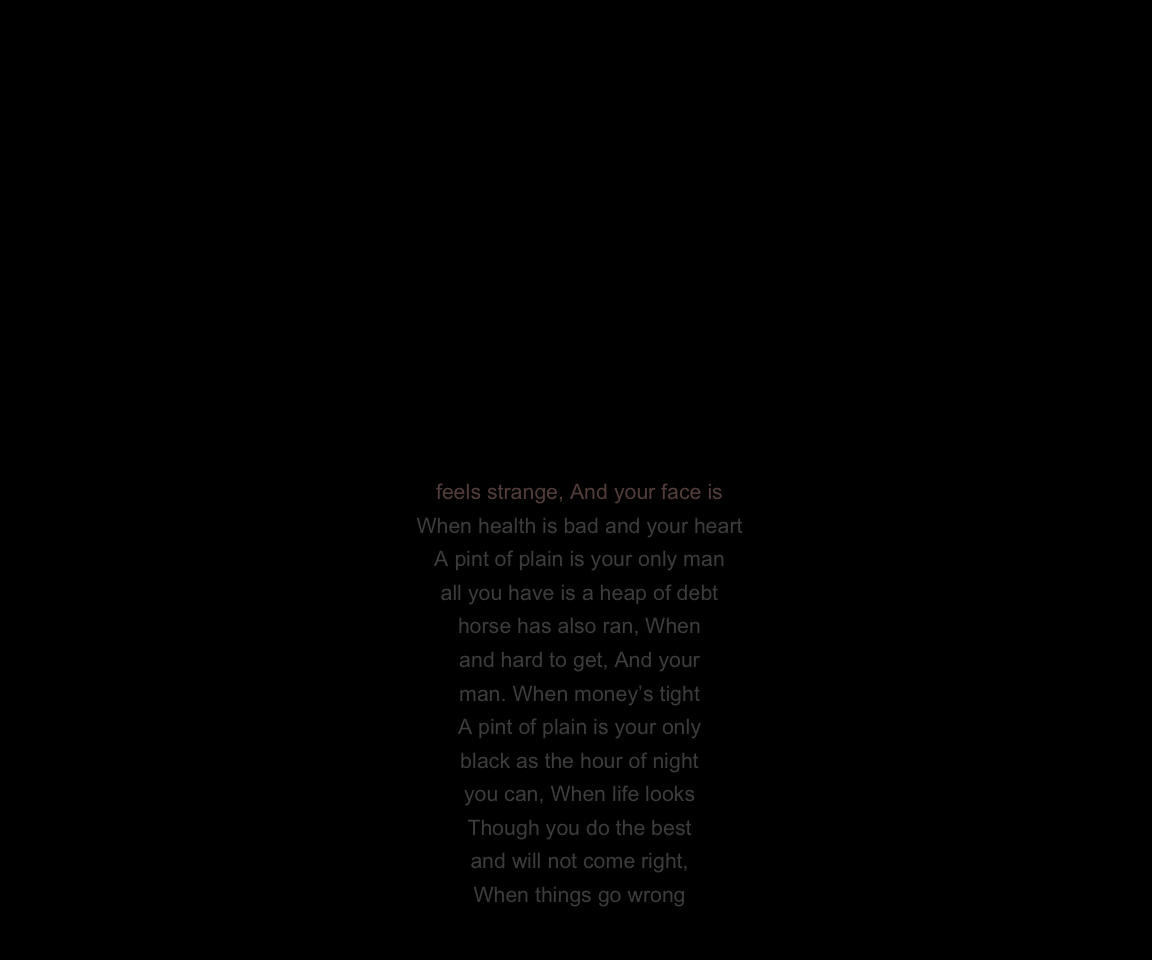 feels strange, And your face is
When health is bad and your heart
A pint of plain is your only man
all you have is a heap of debt
horse has also ran, When
and hard to get, And your
man. When money’s tight
A pint of plain is your only
black as the hour of night
you can, When life looks
Though you do the best
and will not come right,
When things go wrong